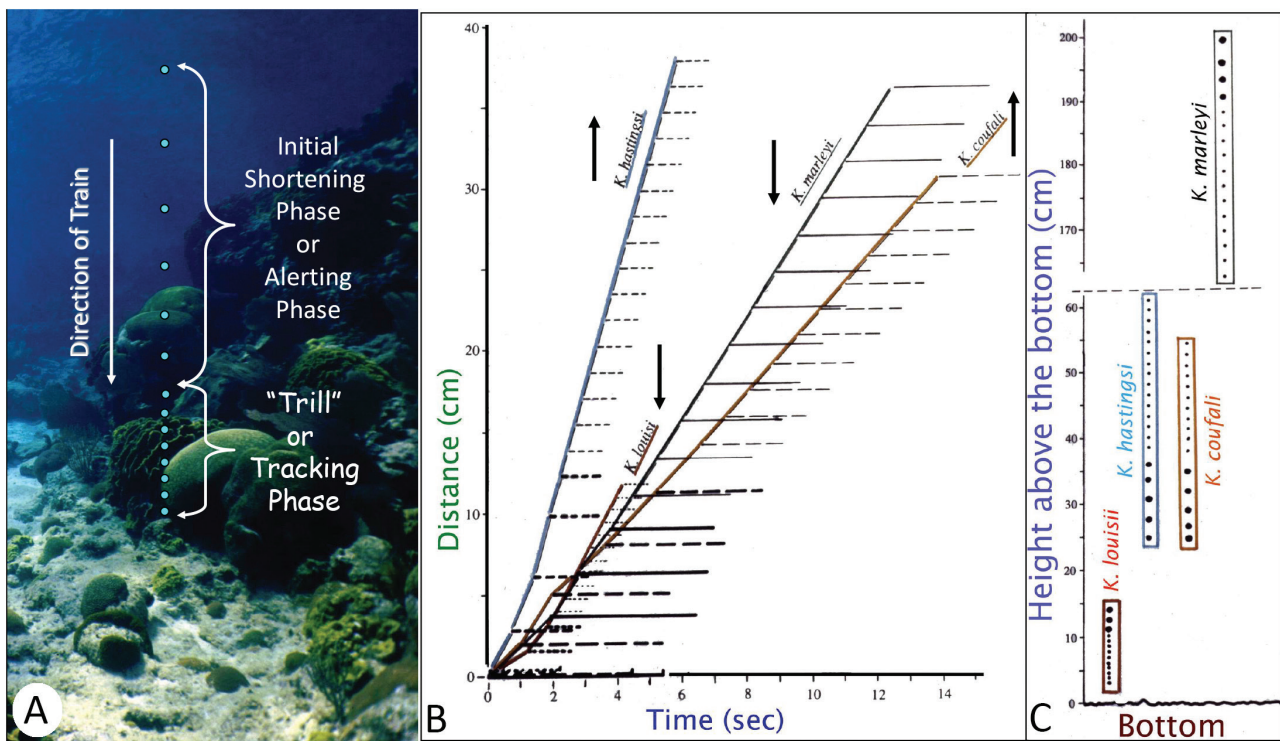 Direction of Train
Initial
Shortening
Phase
or
Alerting
Phase
“Trill”
or
Tracking
Phase
A
40
30
20
10
0
Distance (cm)
K. hastingsi
K. louisi
K. marleyi
K. coufali
0 2 4 6 8 10 12 14
Time (sec)
B
Height above the bottom (cm)
200
190
180
170
60
50
40
30
20
10
0
K. marleyi
K. hastingsi
K. coufali
K. louisii
Bottom
C